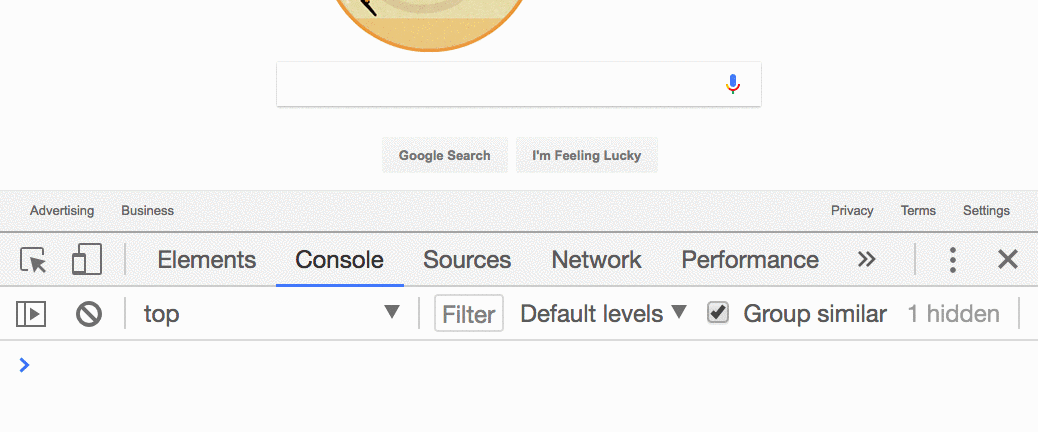 Google Search I'm Feeling Lucky
Advertising Business Privacy Terms Settings
Elements Console Sources Network Performance
top Filter Default levels Group similar 1 hidden